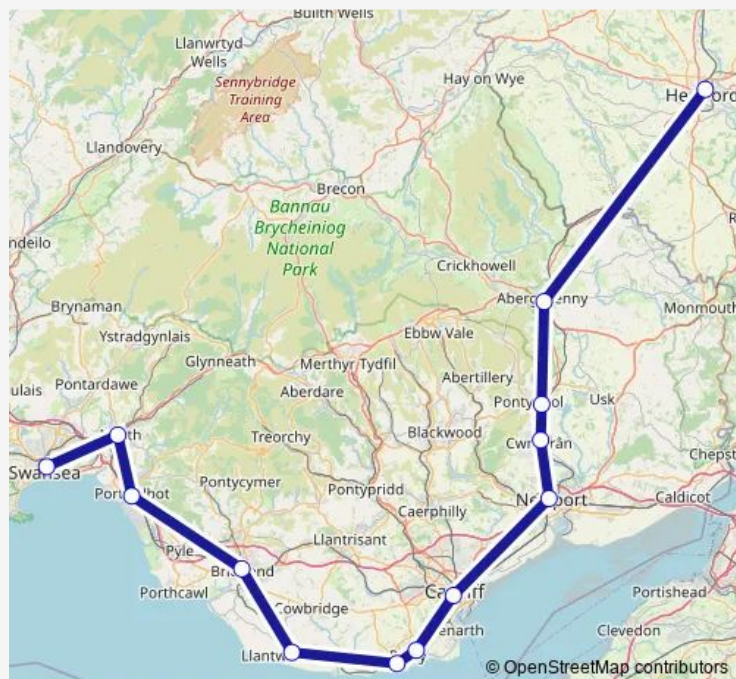 Builth Wells
Llanwrtyd
Wells
Sennybridge
Training
Area
Hay on Wye
Llandovery
Brecon
Bannau
Brycheiniog
National
Park
Crickhowell
Brynaman
Monmouth
Ystradgynlais
Ebbw Vale
Glynneath
Merthyr Tydfil
Pontardawe
Aberdare
Abertillery
Usk
Treorchy
Blackwood
Swansea
Pontycymer
Pontypridd
Caldicot
Caerphilly
Llantrisant
Pyle
Porthcawl
Cowbridge
Portishead
Clevedon
© OpenStreetMap contributors